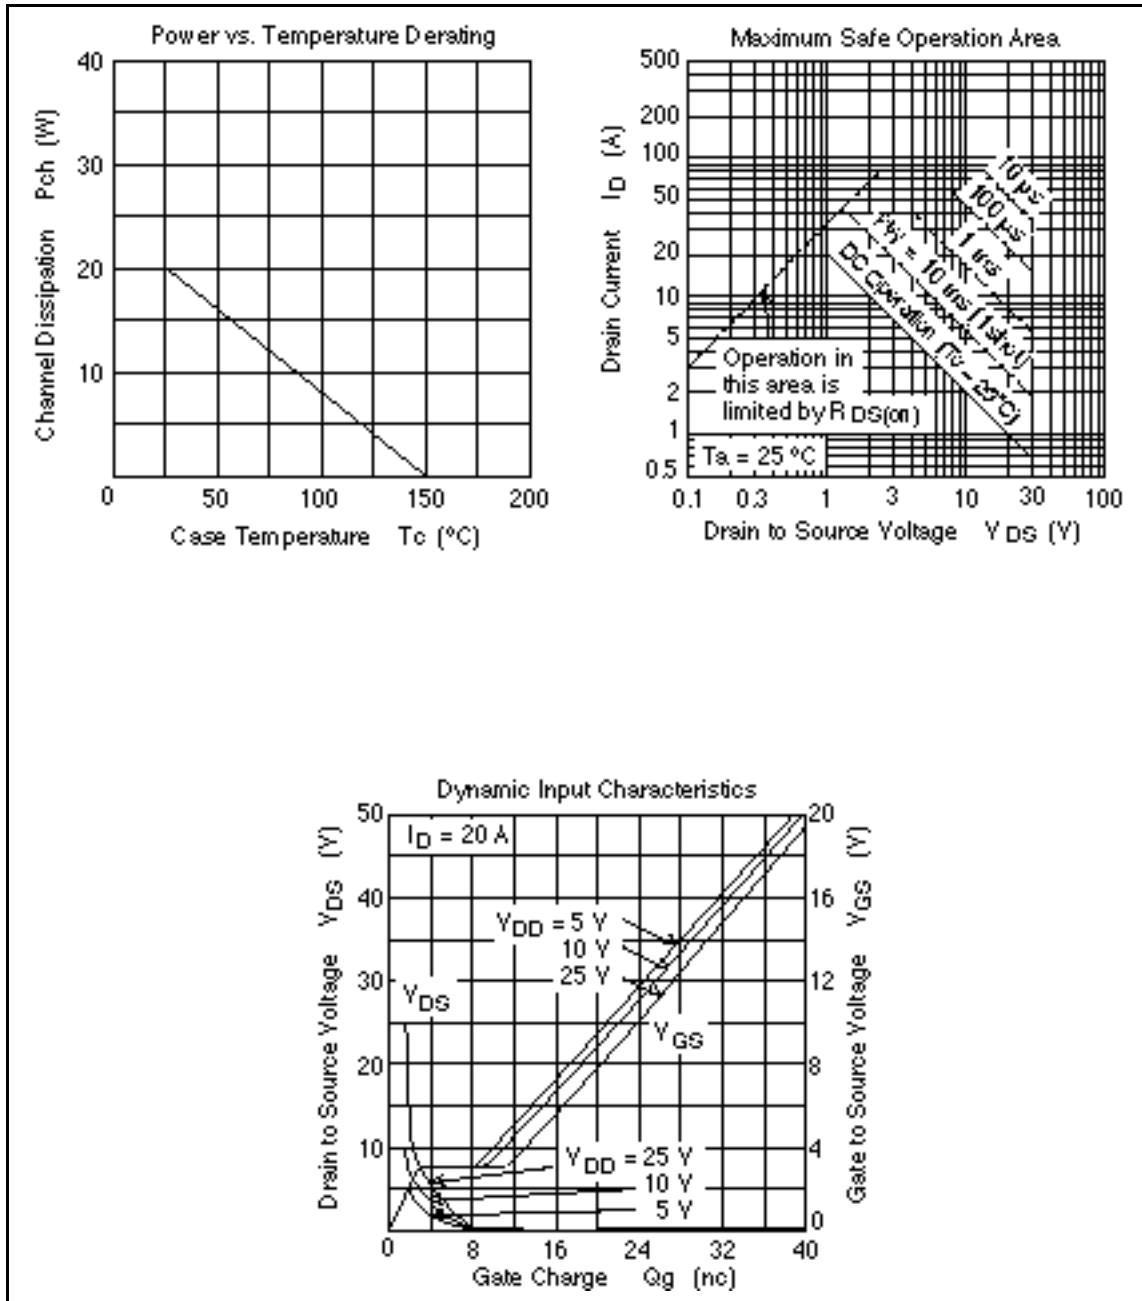 Power vs. Temperature Derating
40
30
20
10
0
50
100
150
200
Channel Dissipation Pch (W)
Case Temperature Tc (°C)
Maximum Safe Operation Area
500
200
100
50
20
10
5
2
1
0.5
0.1
0.3
1
3
10
30
100
Drain Current ID (A)
Drain to Source Voltage VDS (V)
10 µs
100 µs
1 ms
PW = 10 ms (1shot)
DC Operation (Tc = 25°C)
Operation in
this area is
limited by R DS(on)
Ta = 25 °C
Dynamic Input Characteristics
50
40
30
20
10
0
8
16
24
32
40
20
16
12
8
4
0
Drain to Source Voltage VDS (V)
Gate to Source Voltage VGS (V)
Gate Charge Qg (nc)
ID = 20 A
VDD = 5 V
10 V
25 V
VDS
VGS
VDD = 25 V
10 V
5 V